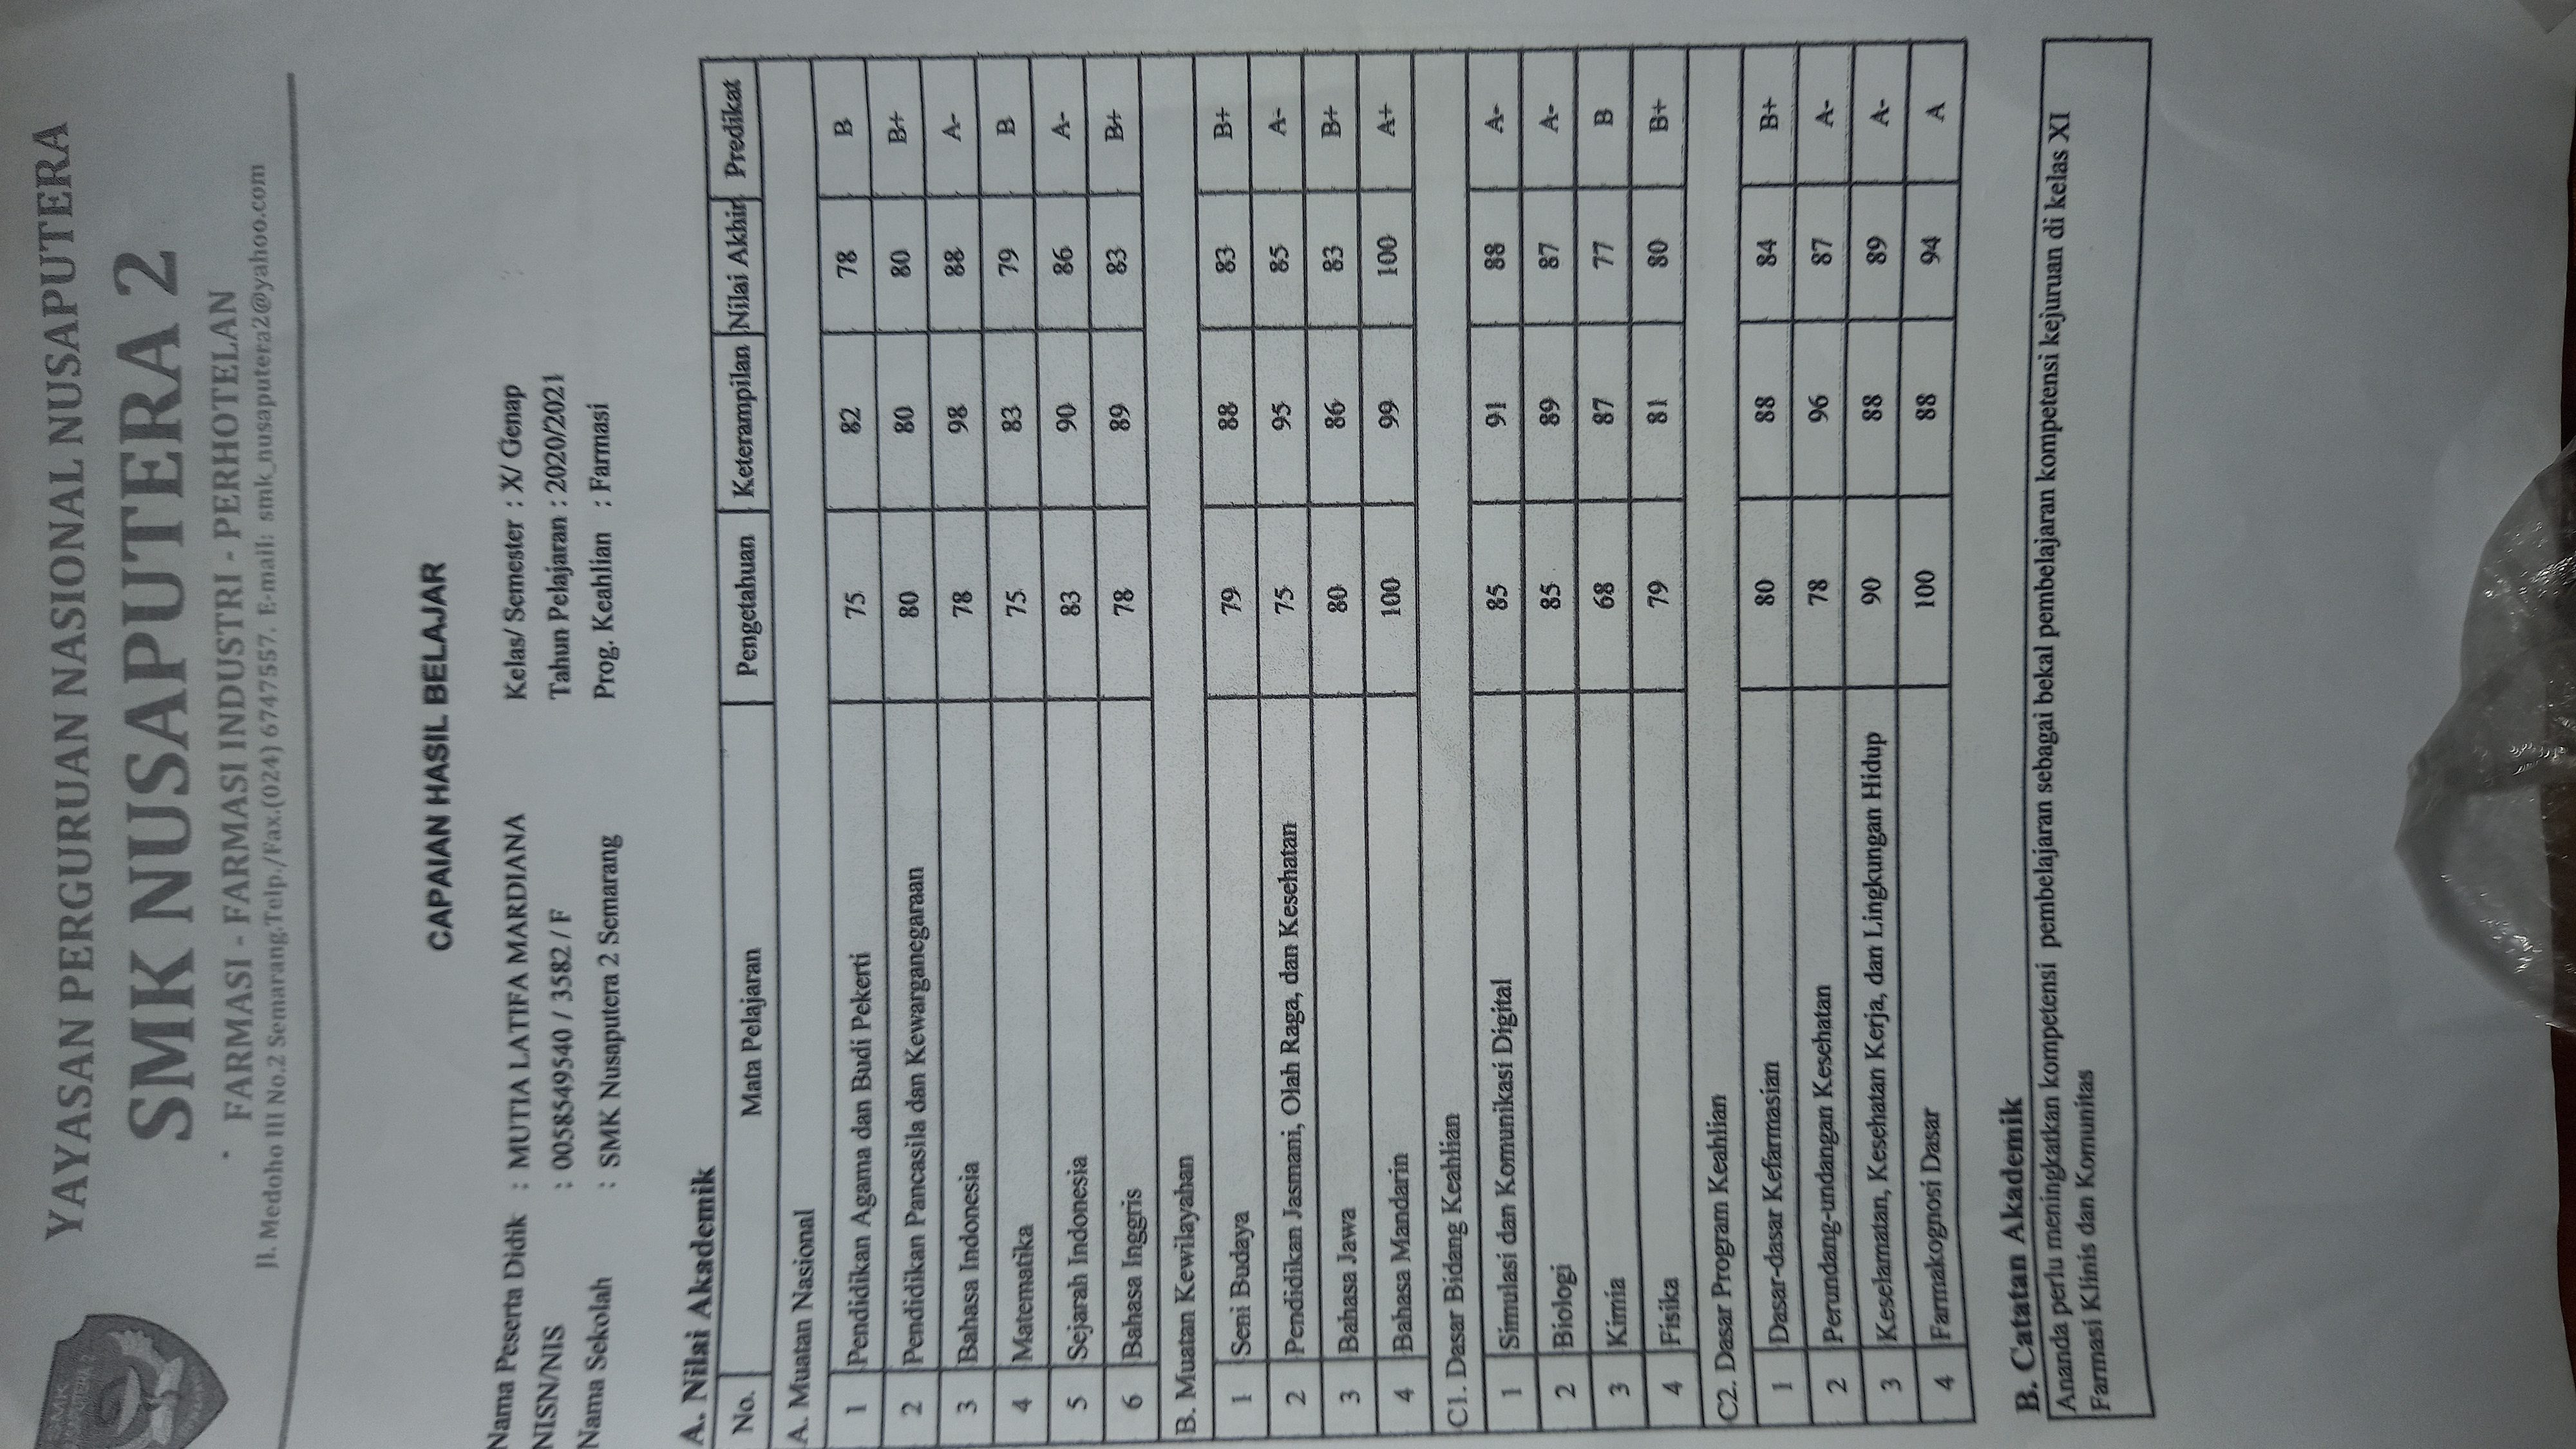 SMK
YAYASAN PERGURUAN NASIONAL NUSAPUTERA
SMK NUSAPUTERA 2
FARMASI - FARMASI INDUSTRI - PERHOTELAN
Jl. Medoho III No.2 Semarang.Telp./Fax.(024) 6747557. E-mail: smk_nusaputera2@yahoo.com
CAPAIAN HASIL BELAJAR
Nama Peserta Didik : MUTIA LATIFA MARDIANA Kelas/ Semester : X/ Genap
NISN/NIS : 0058549540 / 3582 / F Tahun Pelajaran : 2020/2021
Nama Sekolah : SMK Nusaputera 2 Semarang Prog. Keahlian : Farmasi
A. Nilai Akademik
No. Mata Pelajaran Pengetahuan Keterampilan Nilai Akhir Predikat
A. Muatan Nasional
1 Pendidikan Agama dan Budi Pekerti 75 82 78 B
2 Pendidikan Pancasila dan Kewarganegaraan 80 80 80 B+
3 Bahasa Indonesia 78 98 88 A-
4 Matematika 75 83 79 B
5 Sejarah Indonesia 83 90 86 A-
6 Bahasa Inggris 78 89 83 B+
B. Muatan Kewilayahan
1 Seni Budaya 79 88 83 B+
2 Pendidikan Jasmani, Olah Raga, dan Kesehatan 75 95 85 A-
3 Bahasa Jawa 80 86 83 B+
4 Bahasa Mandarin 100 99 100 A+
C1. Dasar Bidang Keahlian
1 Simulasi dan Komunikasi Digital 85 91 88 A-
2 Biologi 85 89 87 A-
3 Kimia 68 87 77 B
4 Fisika 79 81 80 B+
C2. Dasar Program Keahlian
1 Dasar-dasar Kefarmasian 80 88 84 B+
2 Perundang-undangan Kesehatan 78 96 87 A-
3 Keselamatan, Kesehatan Kerja, dan Lingkungan Hidup 90 88 89 A-
4 Farmakognosi Dasar 100 88 94 A
B. Catatan Akademik
Ananda perlu meningkatkan kompetensi pembelajaran sebagai bekal pembelajaran kompetensi kejuruan di kelas XI
Farmasi Klinis dan Komunitas